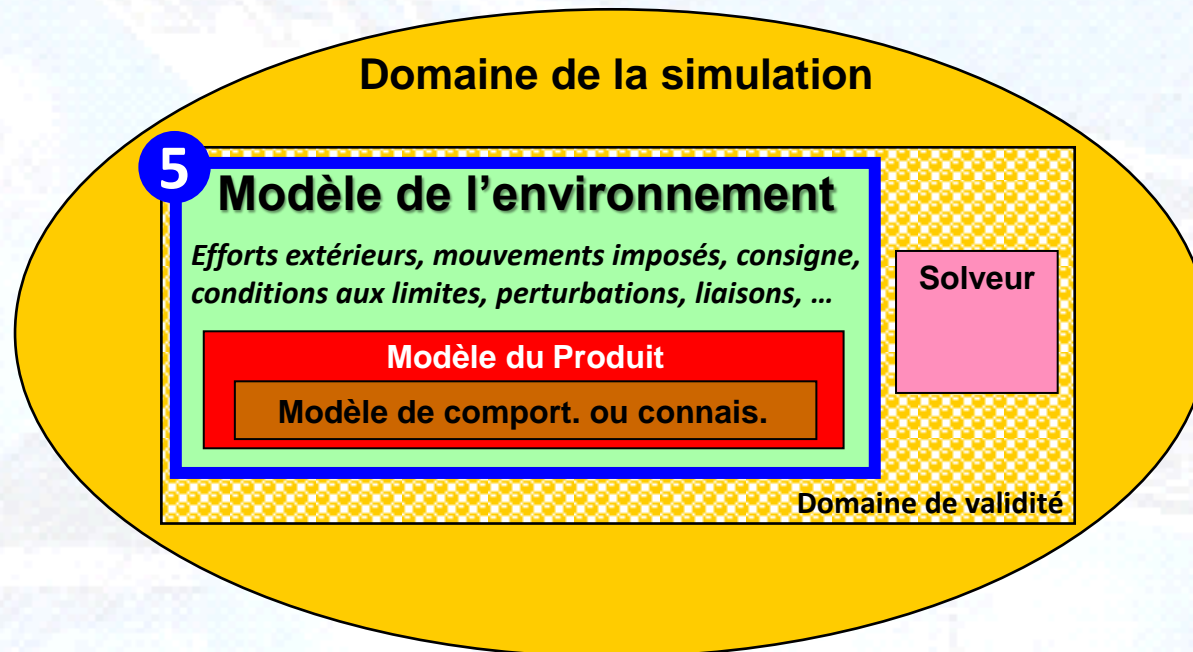 Domaine de la simulation
5
Modèle de l’environnement
Efforts extérieurs, mouvements imposés, consigne,
conditions aux limites, perturbations, liaisons, …
Solveur
Modèle du Produit
Modèle de comport. ou connais.
Domaine de validité